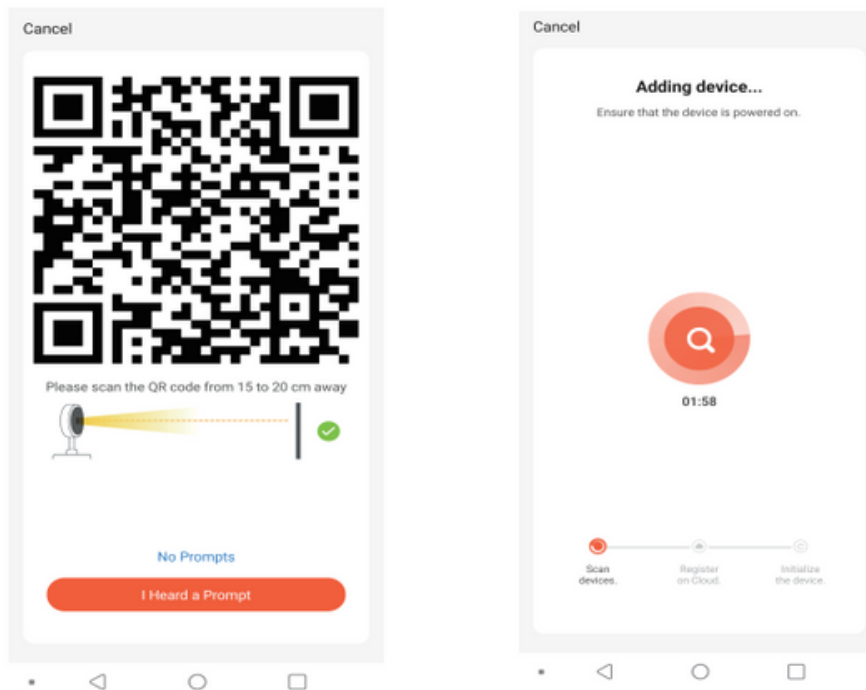 Cancel
Please scan the QR code from 15 to 20 cm away
No Prompts
I Heard a Prompt
Cancel
Adding device...
Ensure that the device is powered on.
01:58
Scan
devices.
Register
on Cloud.
Initialize
the device.